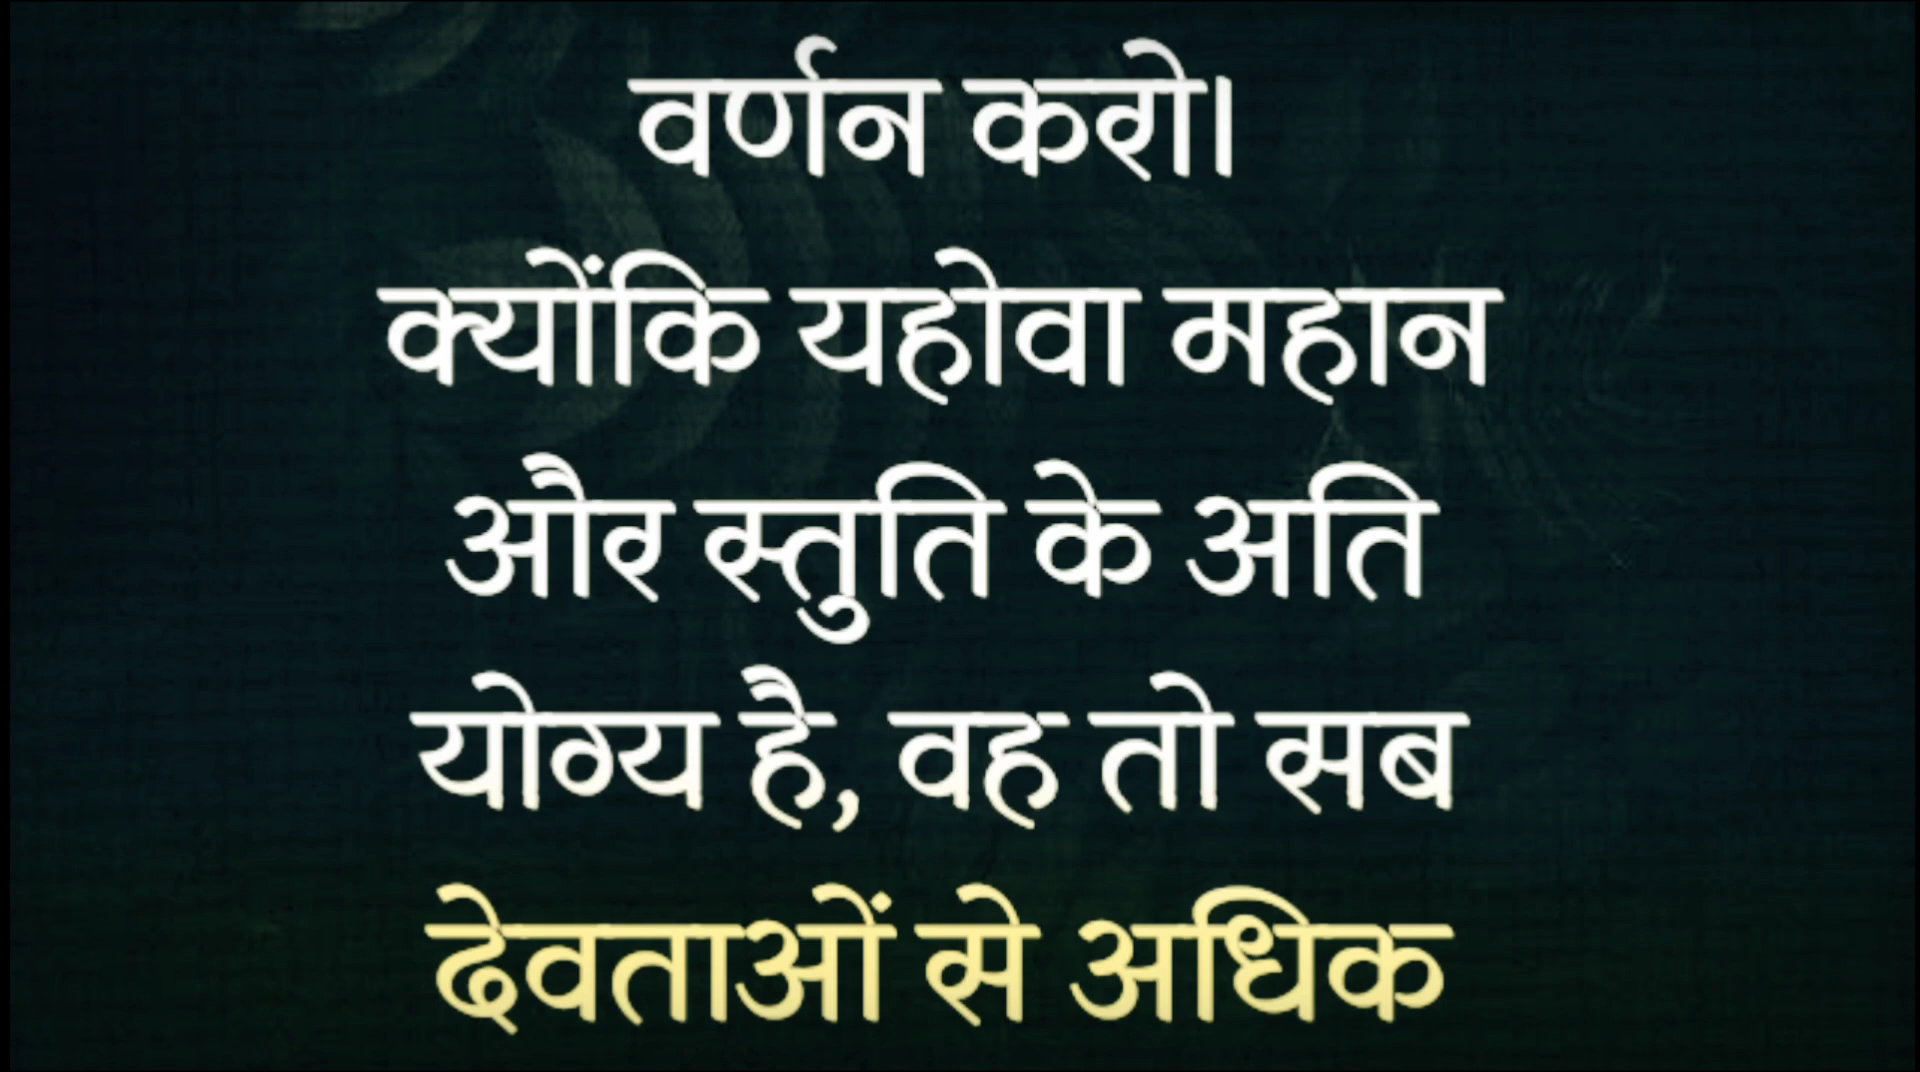 वर्णन करो।
क्योंकि यहोवा महान
और स्तुति के अति
योग्य है, वह तो सब
देवताओं से अधिक